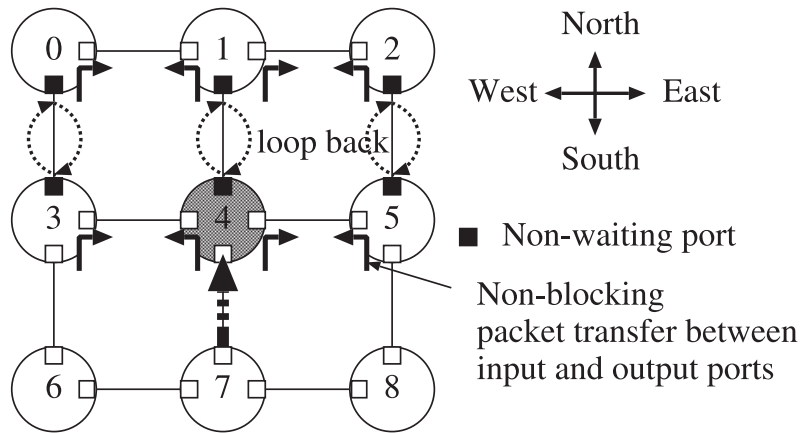 0
1
2
North
West
East
South
loop back
3
4
5
Non-waiting port
Non-blocking
packet transfer between
input and output ports
6
7
8